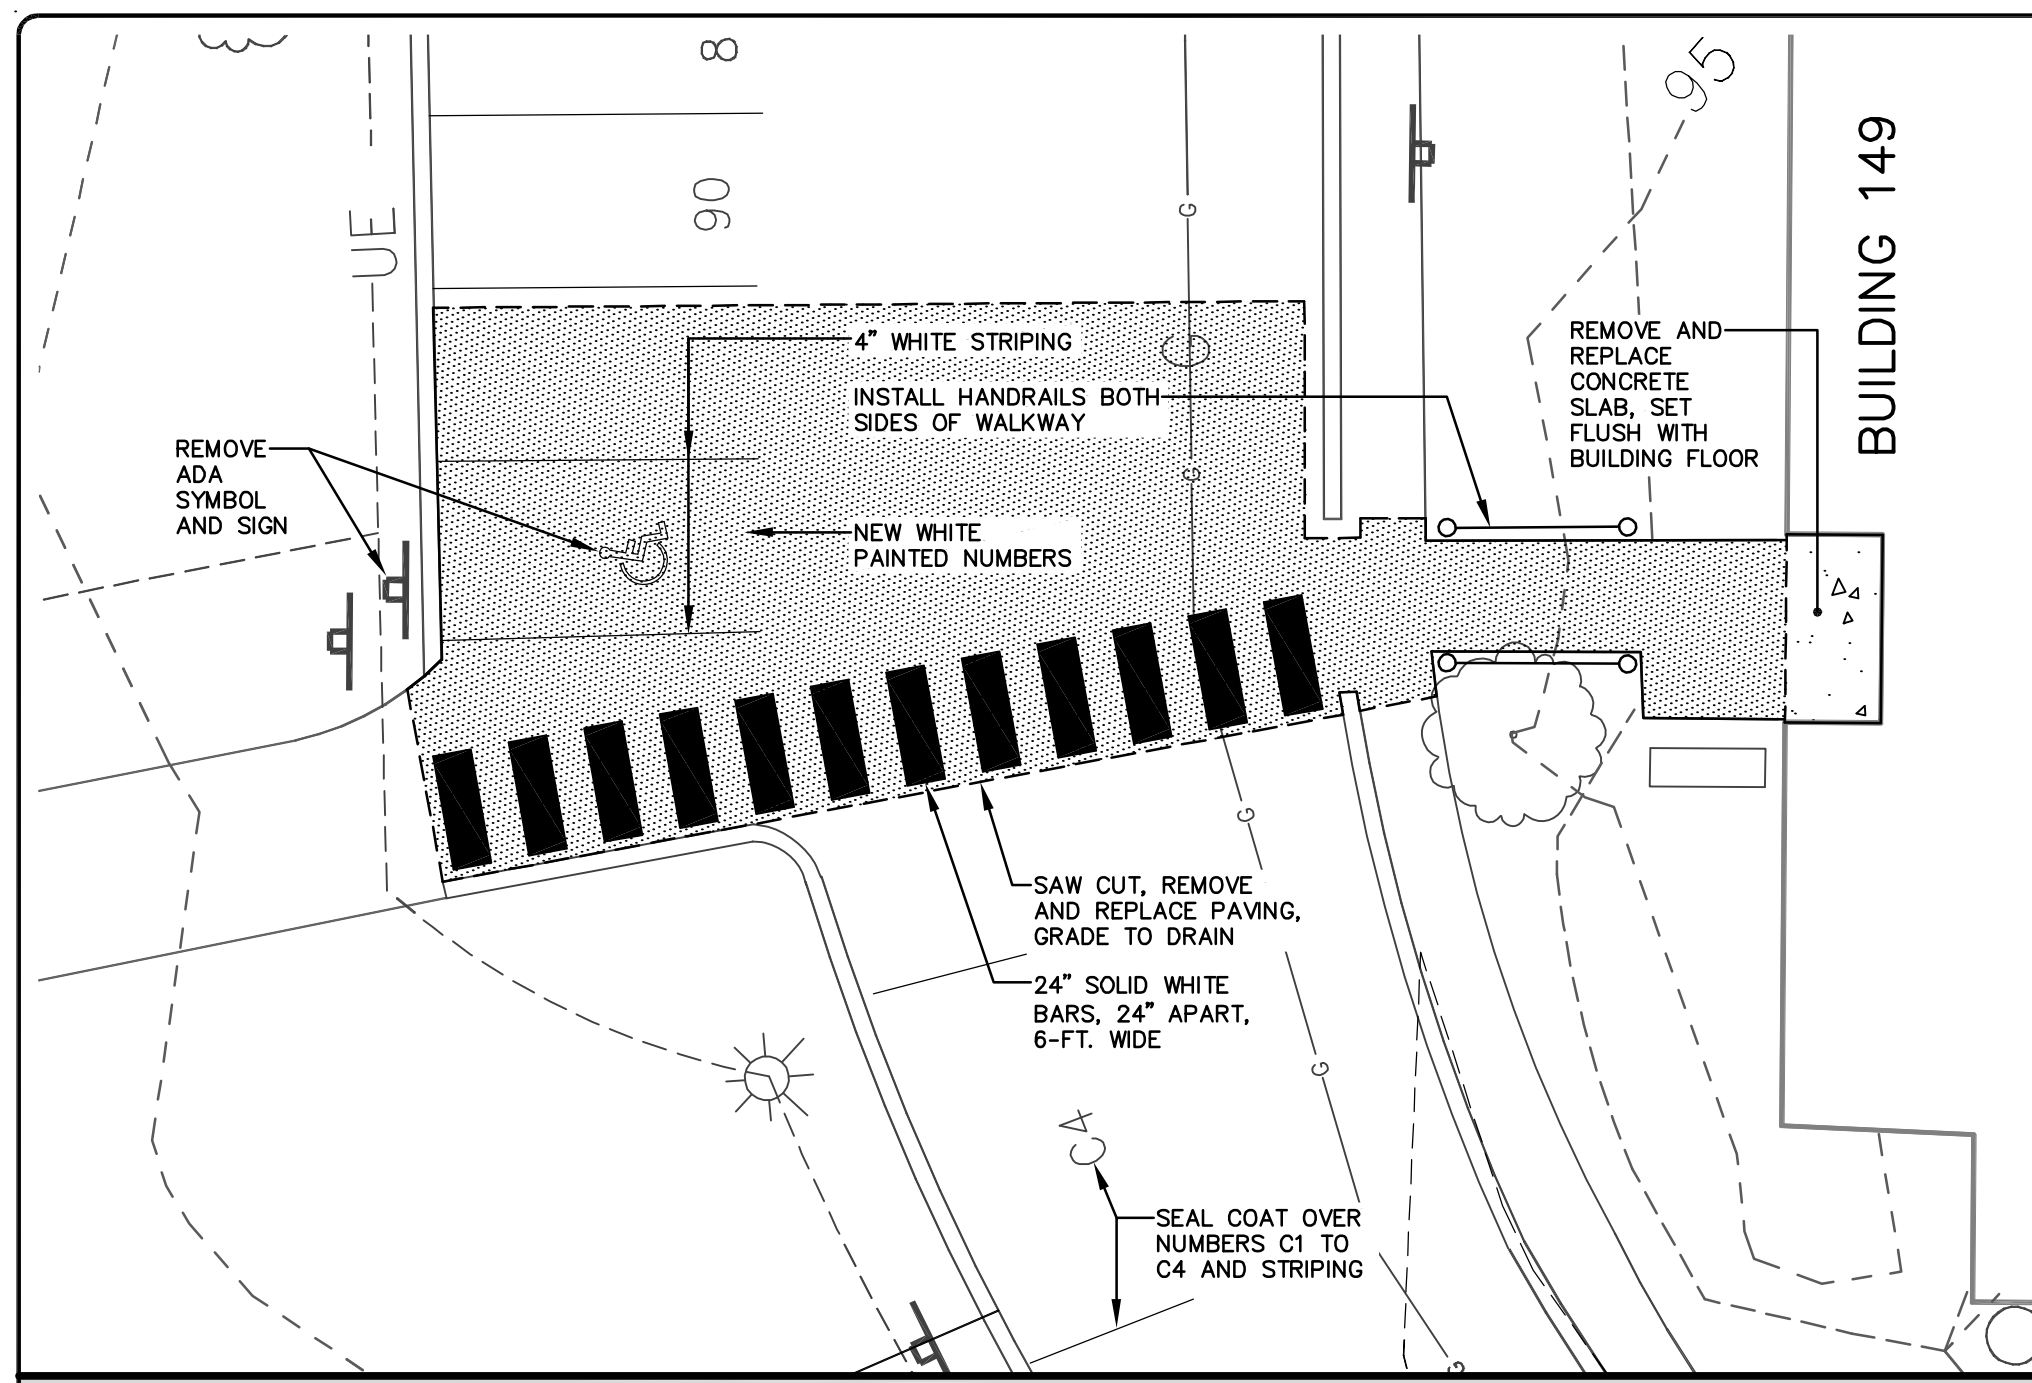 8
95
90
UE
G
BUILDING 149
4" WHITE STRIPING
REMOVE AND
REPLACE
CONCRETE
SLAB, SET
FLUSH WITH
BUILDING FLOOR
INSTALL HANDRAILS BOTH
SIDES OF WALKWAY
REMOVE
ADA
SYMBOL
AND SIGN
G
NEW WHITE
PAINTED NUMBERS
G
SAW CUT, REMOVE
AND REPLACE PAVING,
GRADE TO DRAIN
24" SOLID WHITE
BARS, 24" APART,
6-FT. WIDE
G
C4
SEAL COAT OVER
NUMBERS C1 TO
C4 AND STRIPING
G